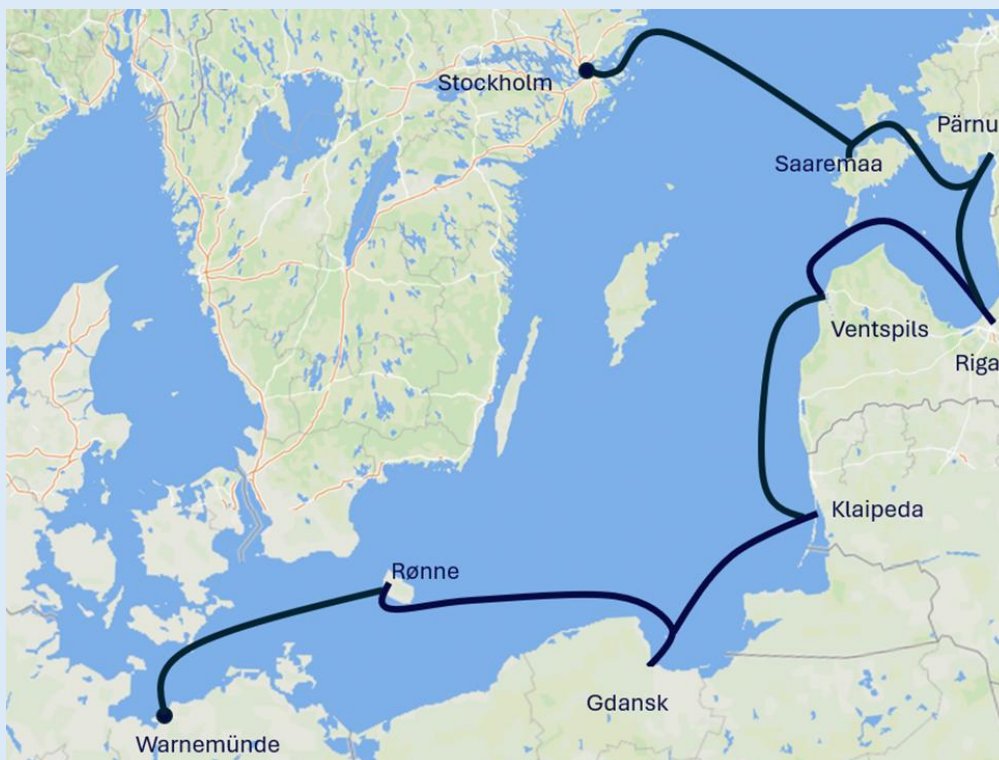 Stockholm
Pärnu
Saaremaa
Ventspils
Riga
Klaipeda
Rønne
Gdansk
Warnemünde